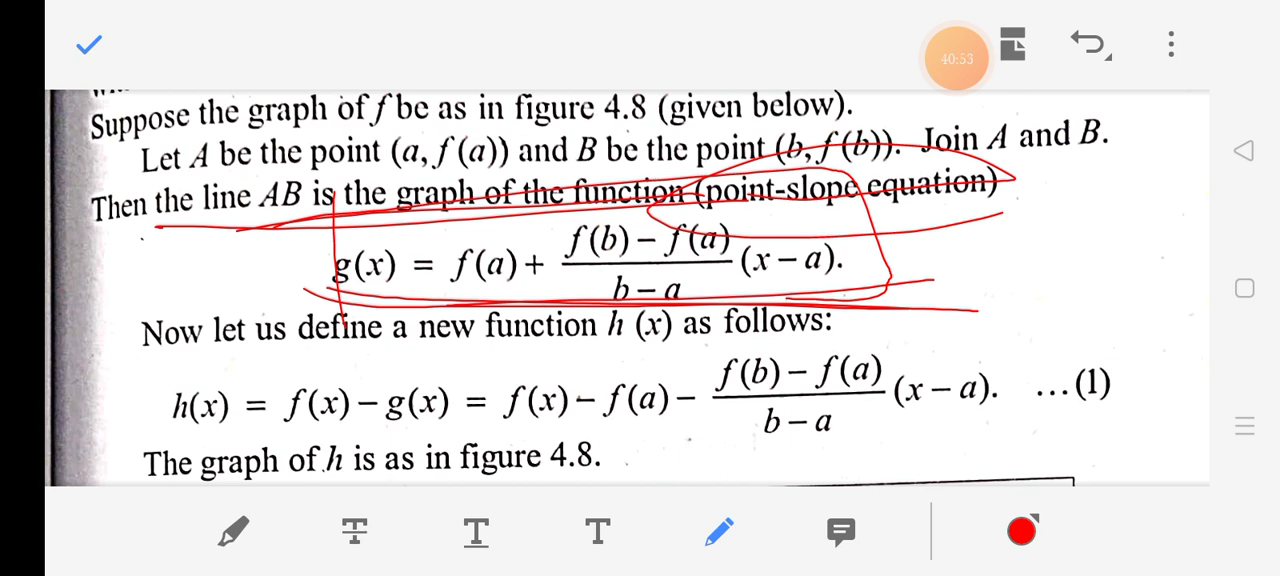 40:53
Suppose the graph of f be as in figure 4.8 (given below).
Let A be the point (a, f (a)) and B be the point (b, f (b)). Join A and B.
Then the line AB is the graph of the function (point-slope equation)
g(x) = f(a) + f(b) – f(a) / b – a (x – a).
Now let us define a new function h (x) as follows:
h(x) = f(x) – g(x) = f(x) – f(a) – f(b) – f(a) / b – a (x – a). ...(1)
The graph of h is as in figure 4.8.
T T T